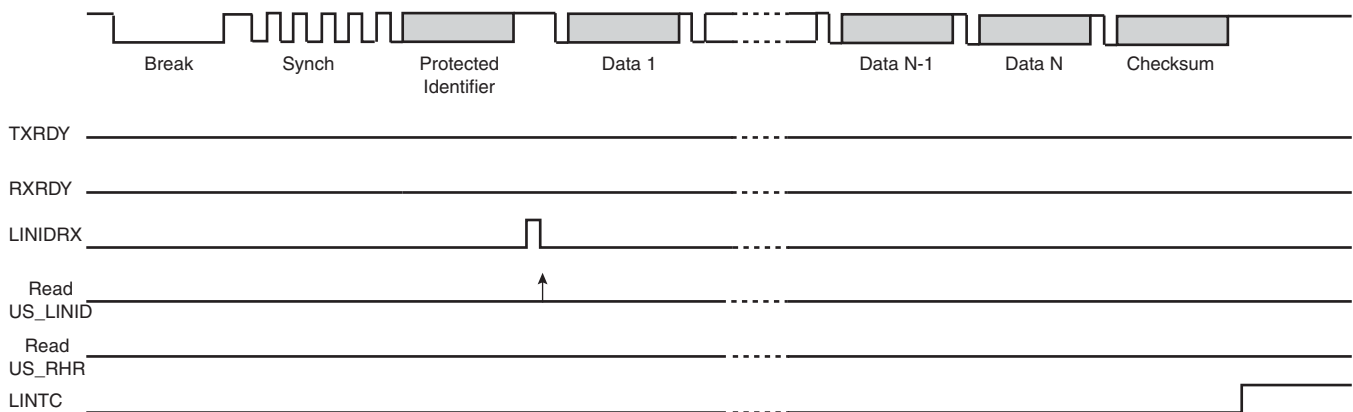 Break
Synch
Protected
Identifier
Data 1
Data N-1
Data N
Checksum
TXRDY
RXRDY
LINIDRX
Read
US_LINID
Read
US_RHR
LINTC